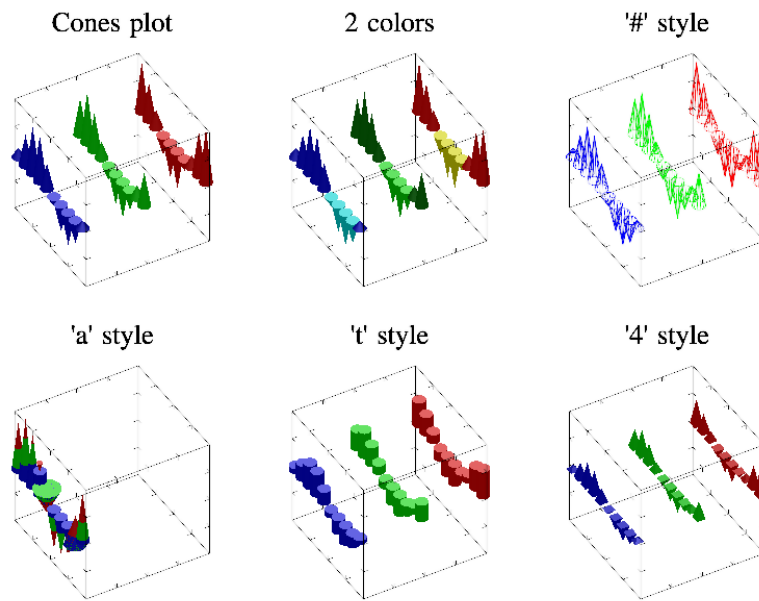 Cones plot
2 colors
'#' style
'a' style
't' style
'4' style